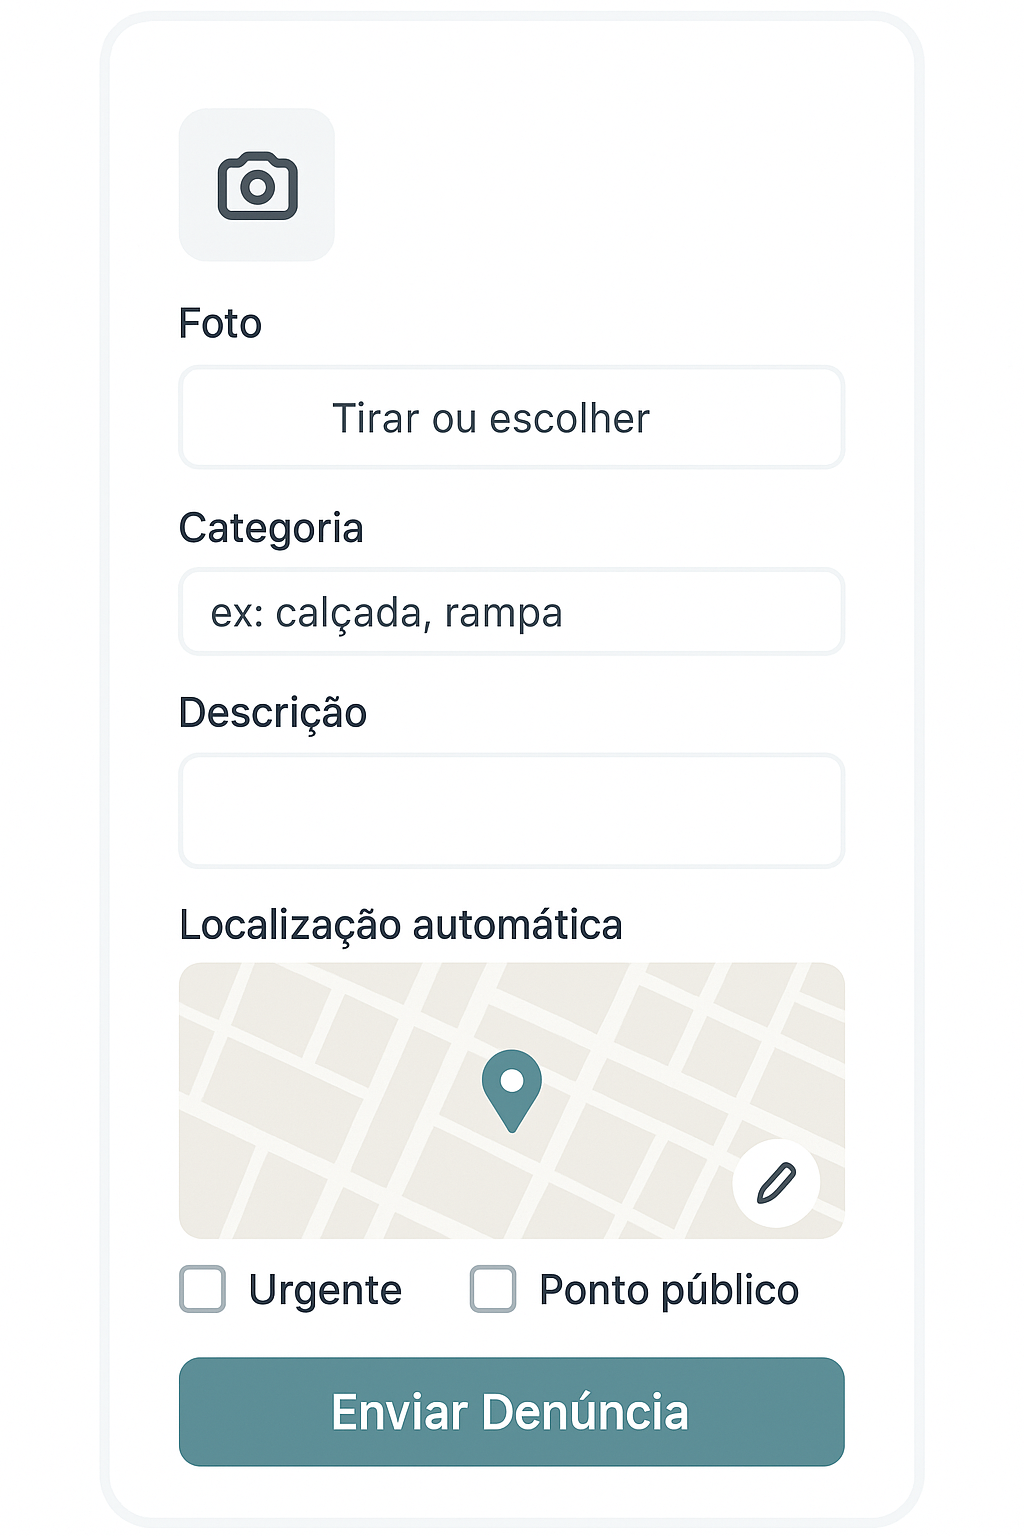 Foto
Tirar ou escolher
Categoria
ex: calçada, rampa
Descrição
Localização automática
Urgente
Ponto público
Enviar Denúncia